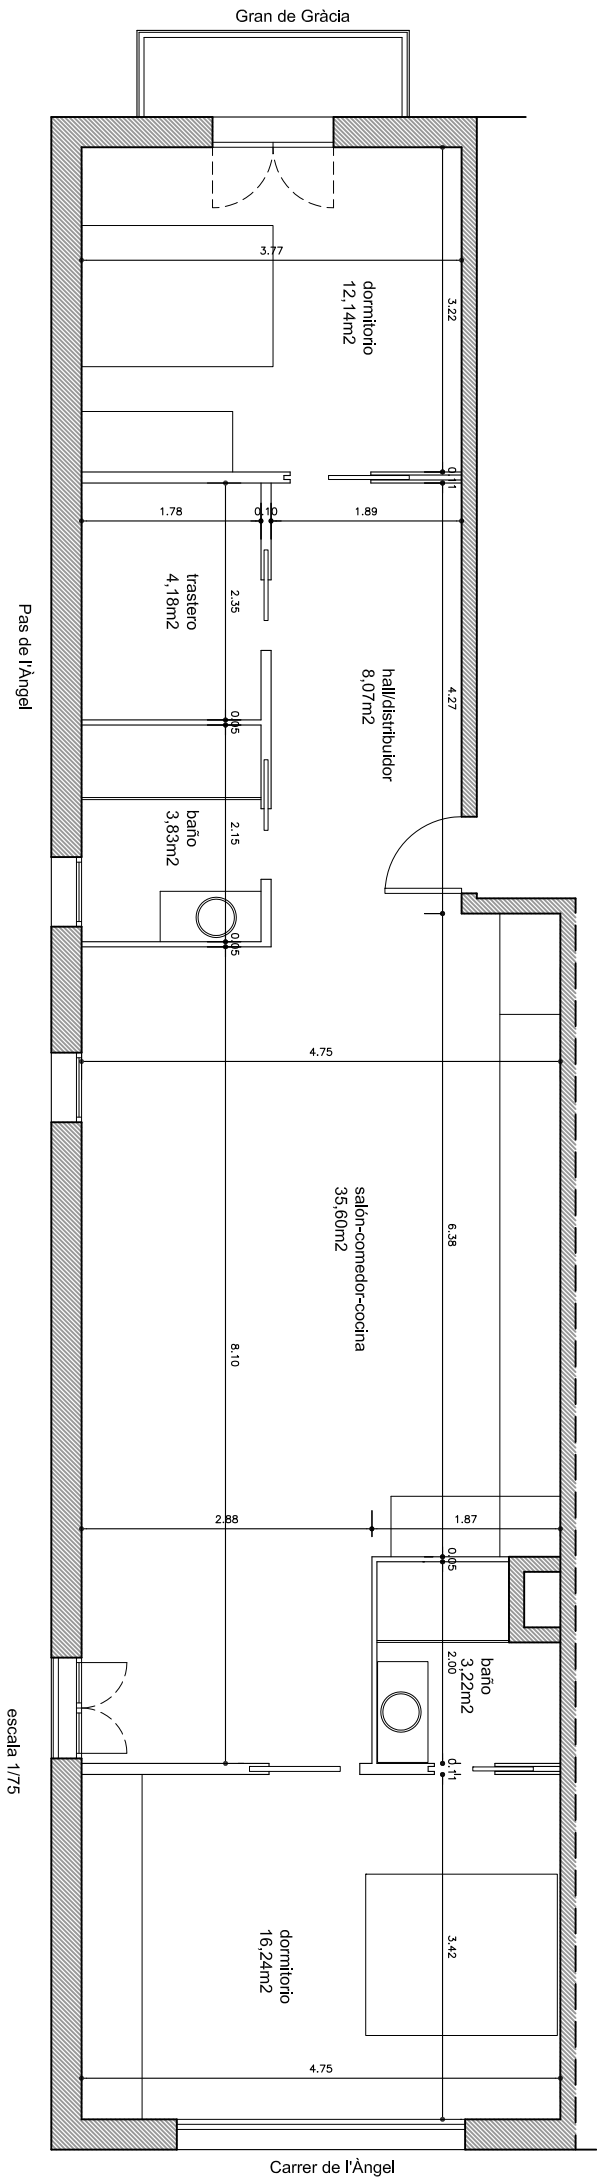 Gran de Gràcia
3.77
3.22
dormitorio
12,14m2
0.11
1.78
0.10
1.89
2.35
trastero
4,18m2
Pas de l'Àngel
4.27
hall/distribuidor
8,07m2
0.05
baño
3,83m2
2.15
0.05
4.75
6.38
salón-comedor-cocina
35,60m2
8.10
2.88
1.87
0.05
baño
3,22m2
2.00
0.11
escala 1/75
dormitorio
16,24m2
3.42
4.75
Carrer de l'Àngel